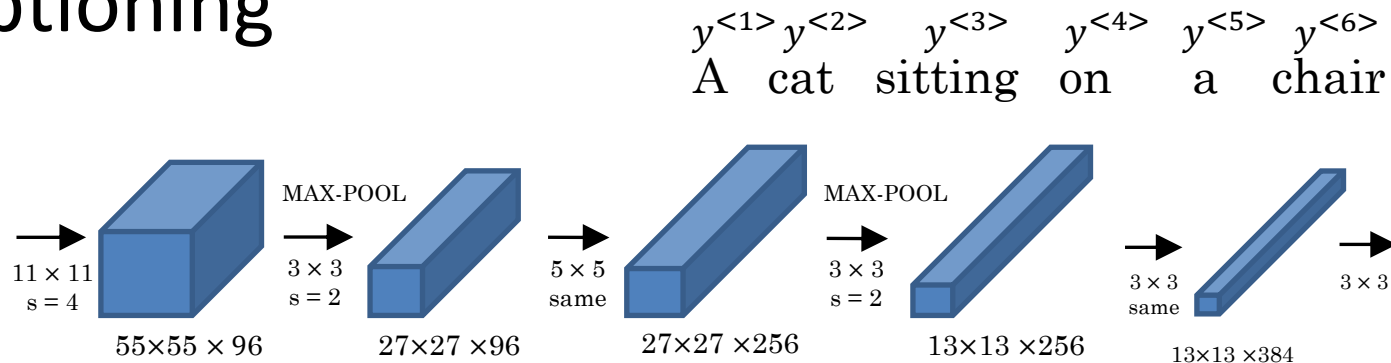 ptioning
y<1> y<2> y<3> y<4> y<5> y<6>
A cat sitting on a chair
MAX-POOL
MAX-POOL
11 × 11
s = 4
3 × 3
s = 2
5 × 5
same
3 × 3
s = 2
3 × 3
same
3 × 3
55×55 × 96
27×27 ×96
27×27 ×256
13×13 ×256
13×13 ×384